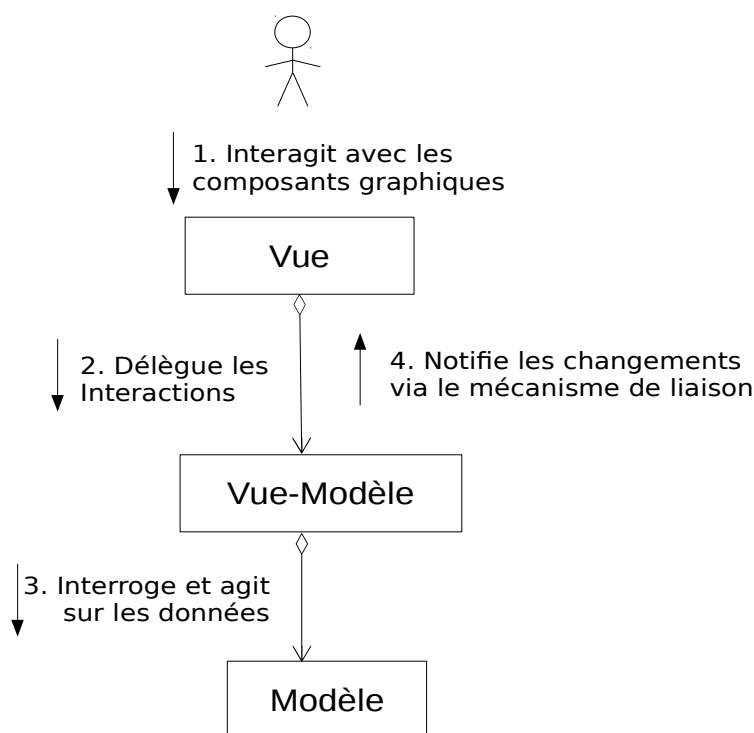 1. Interagit avec les
composants graphiques
Vue
2. Délègue les
Interactions
4. Notifie les changements
via le mécanisme de liaison
Vue-Modèle
3. Interroge et agit
sur les données
Modèle